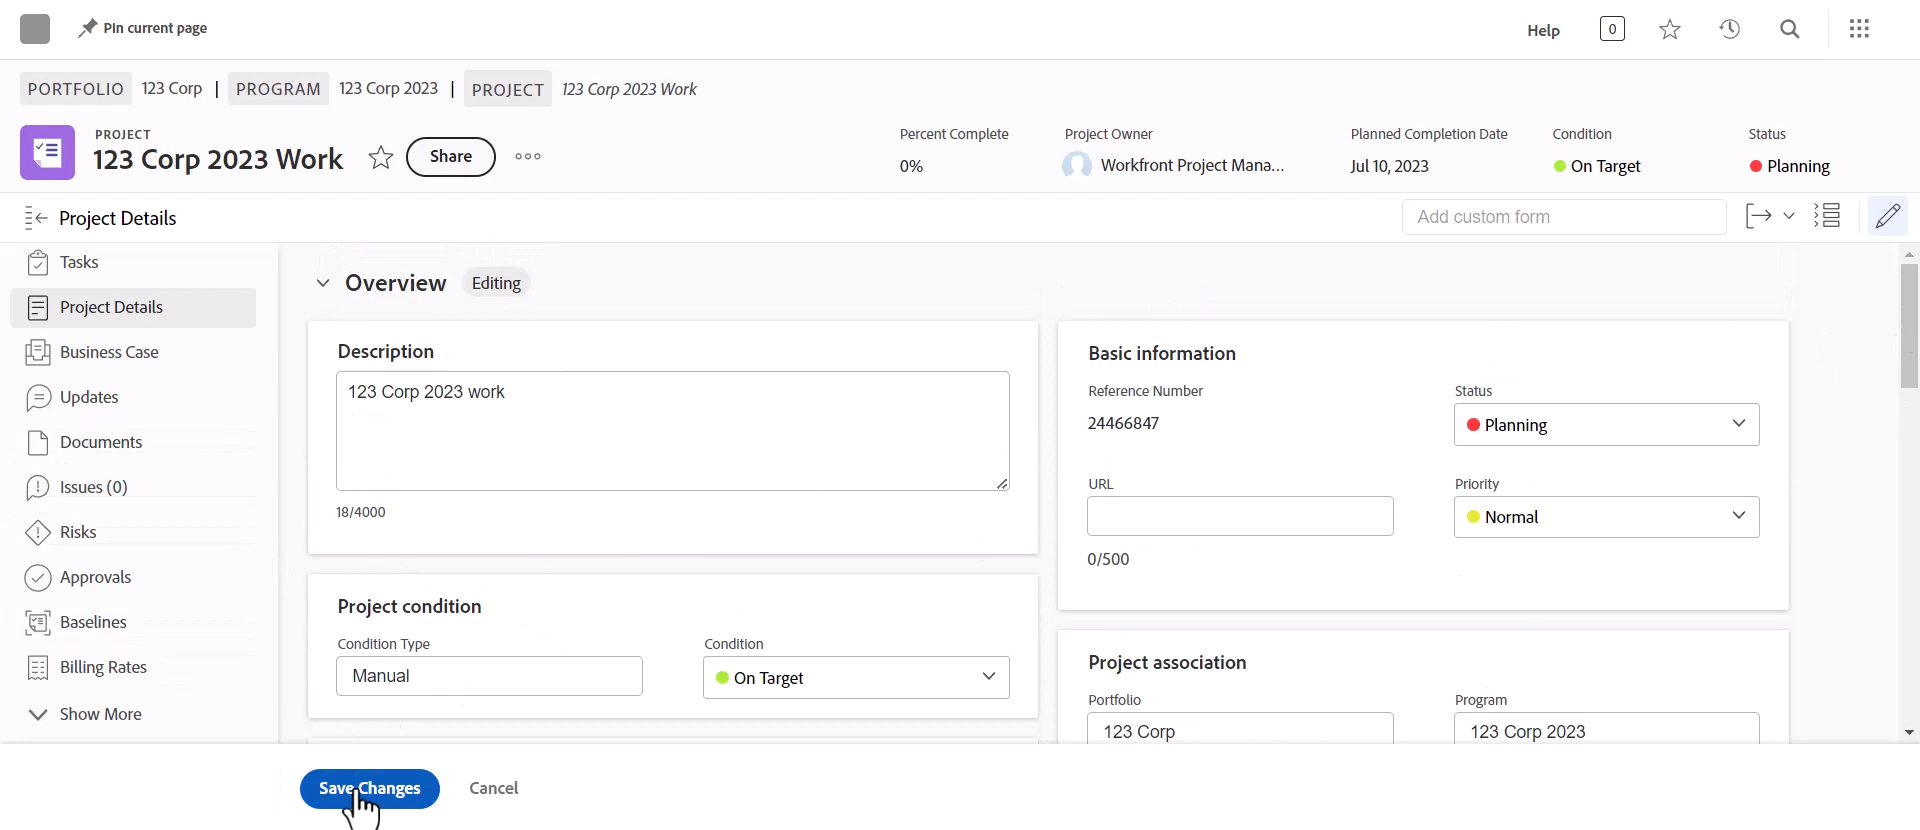 Pin current page
Help
0
PORTFOLIO 123 Corp | PROGRAM 123 Corp 2023 | PROJECT 123 Corp 2023 Work
PROJECT
123 Corp 2023 Work
Share
Percent Complete
0%
Project Owner
Workfront Project Mana...
Planned Completion Date
Jul 10, 2023
Condition
On Target
Status
Planning
Project Details
Add custom form
Tasks
Project Details
Business Case
Updates
Documents
Issues (0)
Risks
Approvals
Baselines
Billing Rates
Show More
Overview Editing
Description
123 Corp 2023 work
18/4000
Project condition
Condition Type
Manual
Condition
On Target
Basic information
Reference Number
24466847
Status
Planning
URL
0/500
Priority
Normal
Project association
Portfolio
123 Corp
Program
123 Corp 2023
Save Changes
Cancel